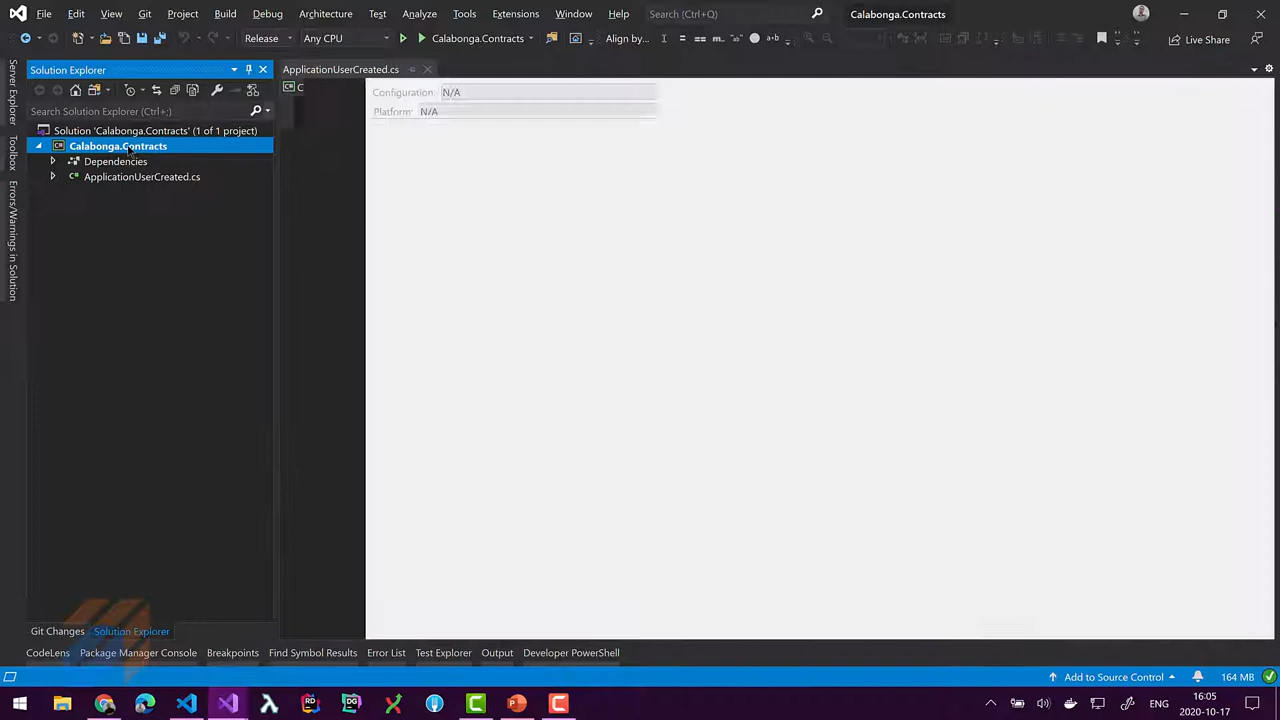 File Edit View Git Project Build Debug Architecture Test Analyze Tools Extensions Window Help Search (Ctrl+Q) Calabonga.Contracts
Release Any CPU Calabonga.Contracts Align by... Live Share
Solution Explorer
ApplicationUserCreated.cs
Search Solution Explorer (Ctrl+;)
Solution 'Calabonga.Contracts' (1 of 1 project)
Calabonga.Contracts
Dependencies
C# ApplicationUserCreated.cs
Server Explorer
Toolbox
Errors/Warnings in Solution
C
Configuration: N/A
Platform: N/A
Git Changes Solution Explorer
CodeLens Package Manager Console Breakpoints Find Symbol Results Error List Test Explorer Output Developer PowerShell
Add to Source Control 164 MB
RD DG C C
ENG 16:05
2020-10-17